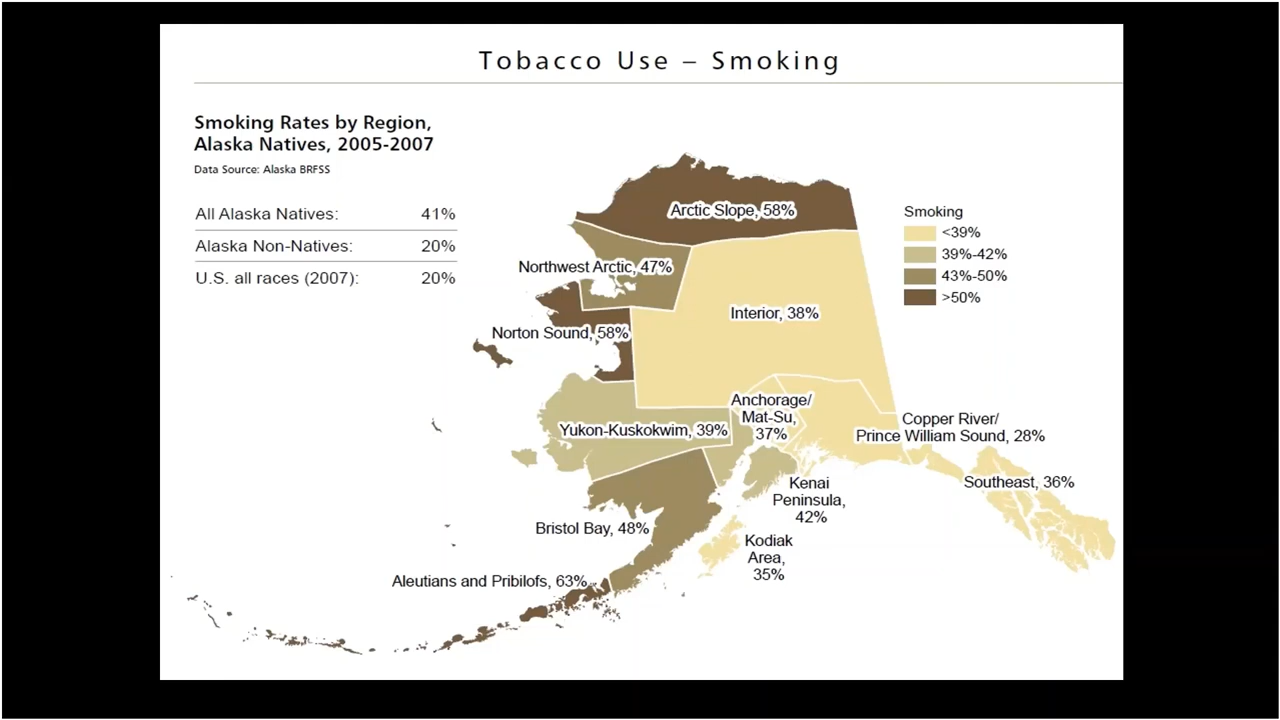 Tobacco Use – Smoking
Smoking Rates by Region,
Alaska Natives, 2005-2007
Data Source: Alaska BRFSS
All Alaska Natives: 41%
Alaska Non-Natives: 20%
U.S. all races (2007): 20%
Arctic Slope, 58%
Smoking
<39%
39%-42%
43%-50%
>50%
Northwest Arctic, 47%
Interior, 38%
Norton Sound, 58%
Anchorage/
Mat-Su,
37%
Yukon-Kuskokwim, 39%
Copper River/
Prince William Sound, 28%
Southeast, 36%
Kenai
Peninsula,
42%
Bristol Bay, 48%
Kodiak
Area,
35%
Aleutians and Pribilofs, 63%